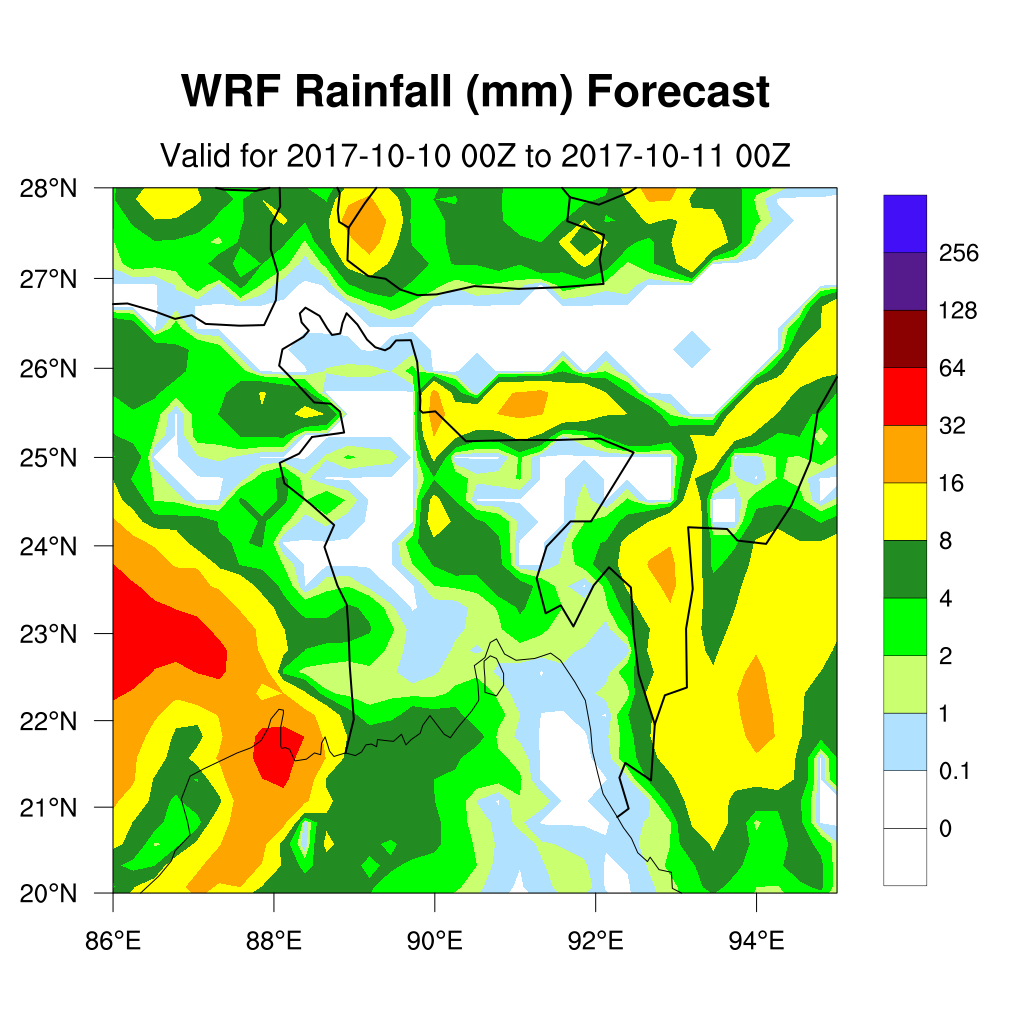 WRF Rainfall (mm) Forecast
Valid for 2017-10-10 00Z to 2017-10-11 00Z
28°N
27°N
26°N
25°N
24°N
23°N
22°N
21°N
20°N
86°E 88°E 90°E 92°E 94°E
256
128
64
32
16
8
4
2
1
0.1
0